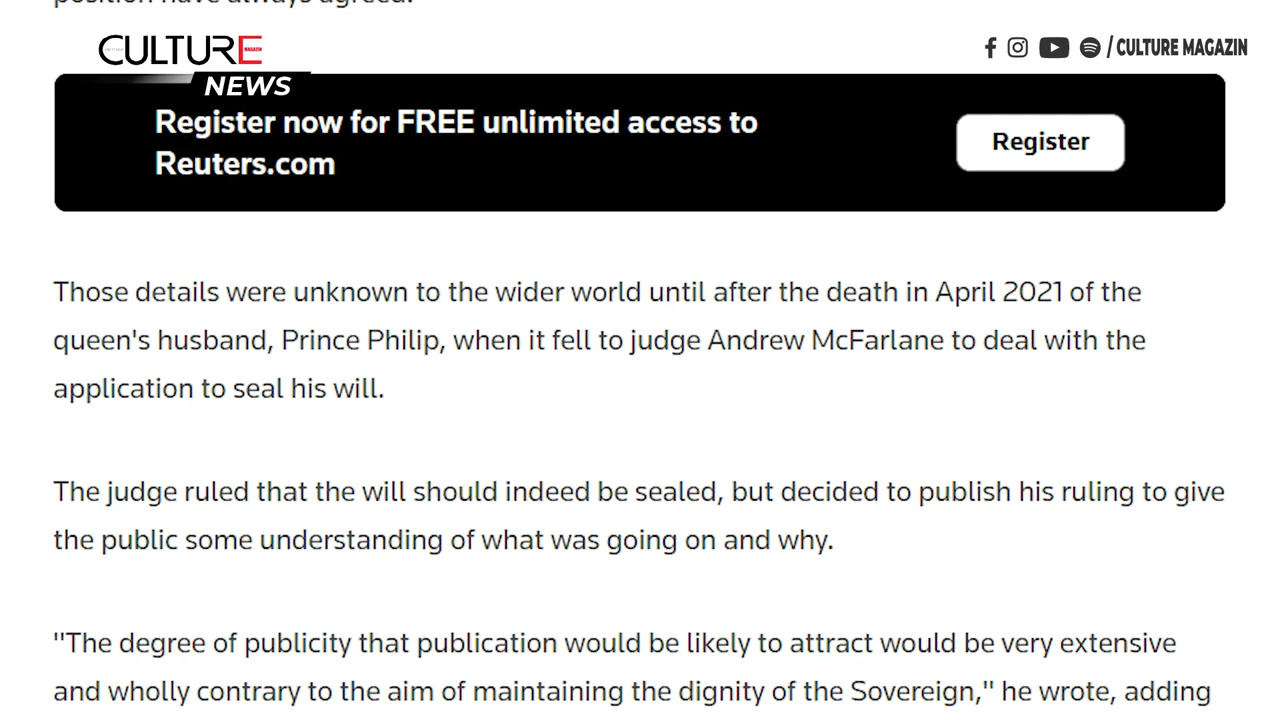 position have always agreed.
CULTURE MAGAZIN
/ CULTURE MAGAZIN
NEWS
Register now for FREE unlimited access to
Reuters.com
Register
Those details were unknown to the wider world until after the death in April 2021 of the
queen's husband, Prince Philip, when it fell to judge Andrew McFarlane to deal with the
application to seal his will.
The judge ruled that the will should indeed be sealed, but decided to publish his ruling to give
the public some understanding of what was going on and why.
"The degree of publicity that publication would be likely to attract would be very extensive
and wholly contrary to the aim of maintaining the dignity of the Sovereign," he wrote, adding